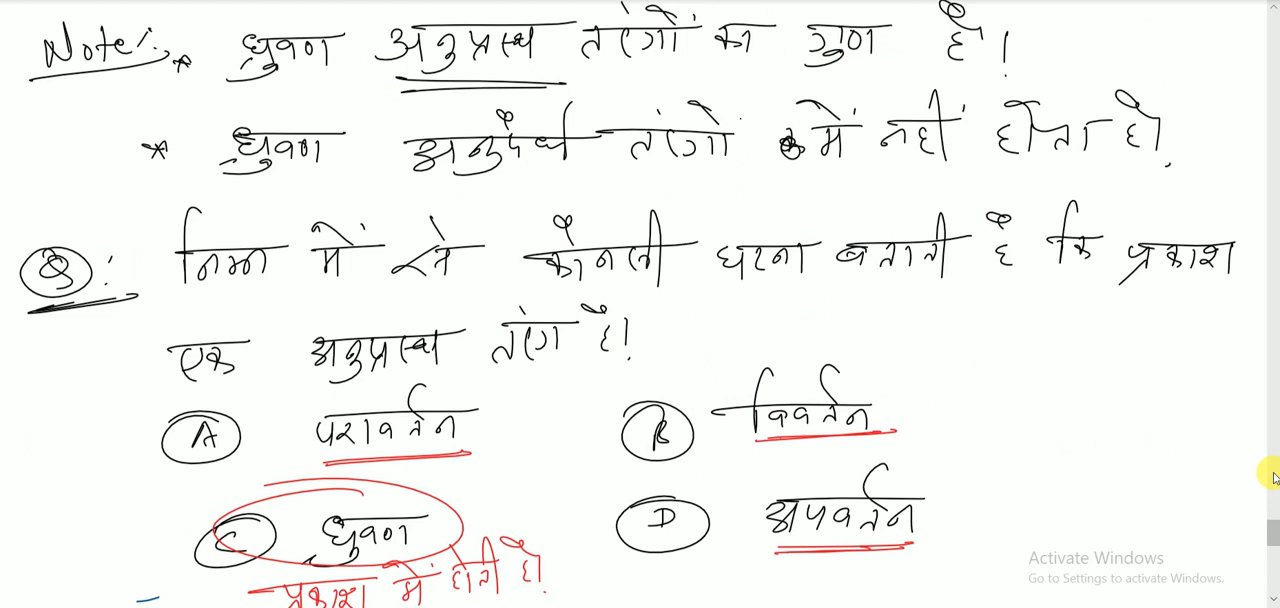 Note:- * ध्रुवण अनुप्रस्थ तरंगों का गुण है।
* ध्रुवण अनुदैर्ध्य तरंगो में नहीं होता है।
Q: निम्न में से कौनसी घटना बताती है कि प्रकाश
एक अनुप्रस्थ तरंग है।
A परावर्तन B विवर्तन
C ध्रुवण D अपवर्तन
प्रकाश में होती है।
Activate Windows
Go to Settings to activate Windows.